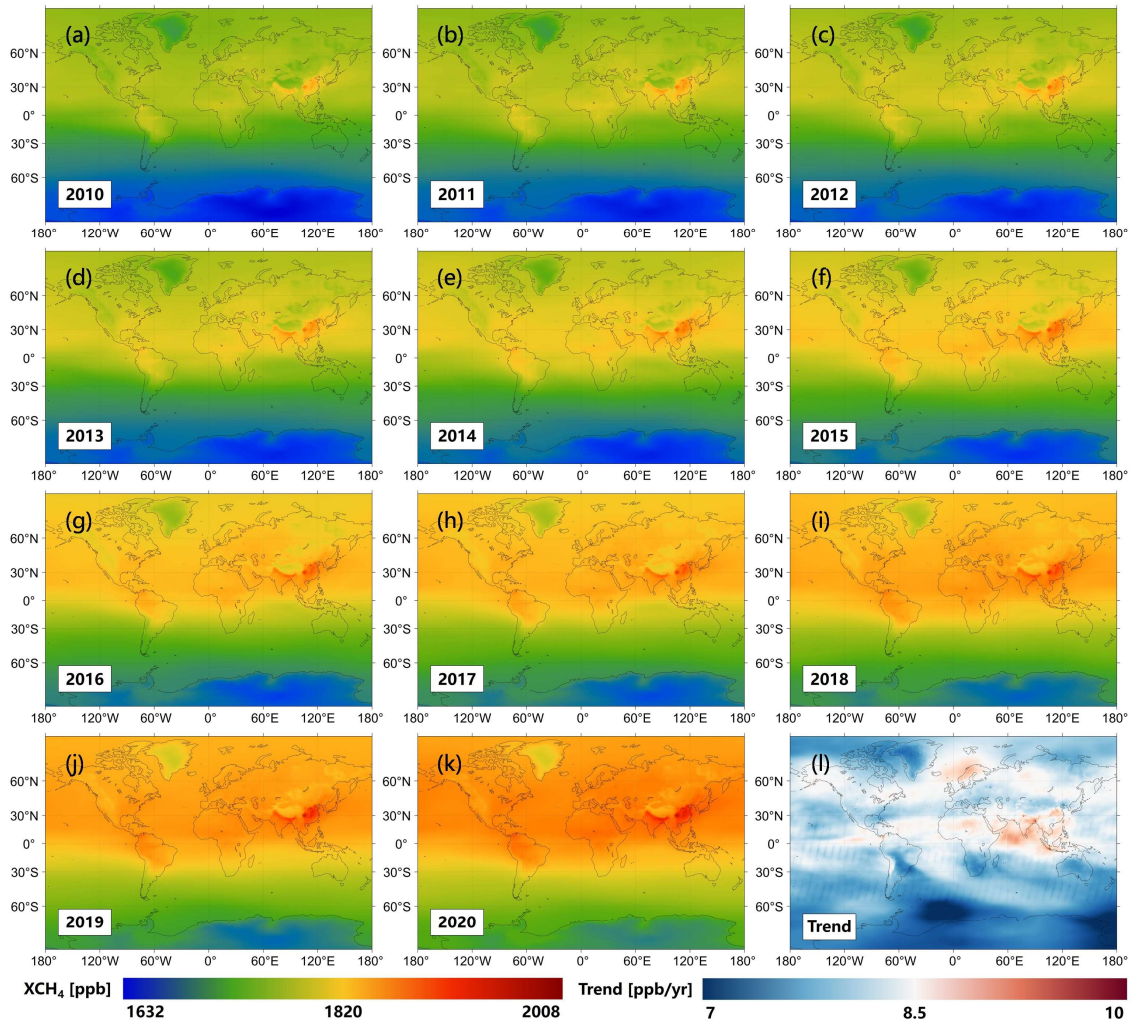 (a) (b) (c)
60°N 60°N 60°N
30°N 30°N 30°N
0° 0° 0°
30°S 30°S 30°S
60°S 60°S 60°S
2010 2011 2012
180° 120°W 60°W 0° 60°E 120°E 180° 180° 120°W 60°W 0° 60°E 120°E 180° 180° 120°W 60°W 0° 60°E 120°E 180°
(d) (e) (f)
60°N 60°N 60°N
30°N 30°N 30°N
0° 0° 0°
30°S 30°S 30°S
60°S 60°S 60°S
2013 2014 2015
180° 120°W 60°W 0° 60°E 120°E 180° 180° 120°W 60°W 0° 60°E 120°E 180° 180° 120°W 60°W 0° 60°E 120°E 180°
(g) (h) (i)
60°N 60°N 60°N
30°N 30°N 30°N
0° 0° 0°
30°S 30°S 30°S
60°S 60°S 60°S
2016 2017 2018
180° 120°W 60°W 0° 60°E 120°E 180° 180° 120°W 60°W 0° 60°E 120°E 180° 180° 120°W 60°W 0° 60°E 120°E 180°
(j) (k) (l)
60°N 60°N 60°N
30°N 30°N 30°N
0° 0° 0°
30°S 30°S 30°S
60°S 60°S 60°S
2019 2020 Trend
180° 120°W 60°W 0° 60°E 120°E 180° 180° 120°W 60°W 0° 60°E 120°E 180° 180° 120°W 60°W 0° 60°E 120°E 180°
XCH₄ [ppb] Trend [ppb/yr]
1632 1820 2008 7 8.5 10